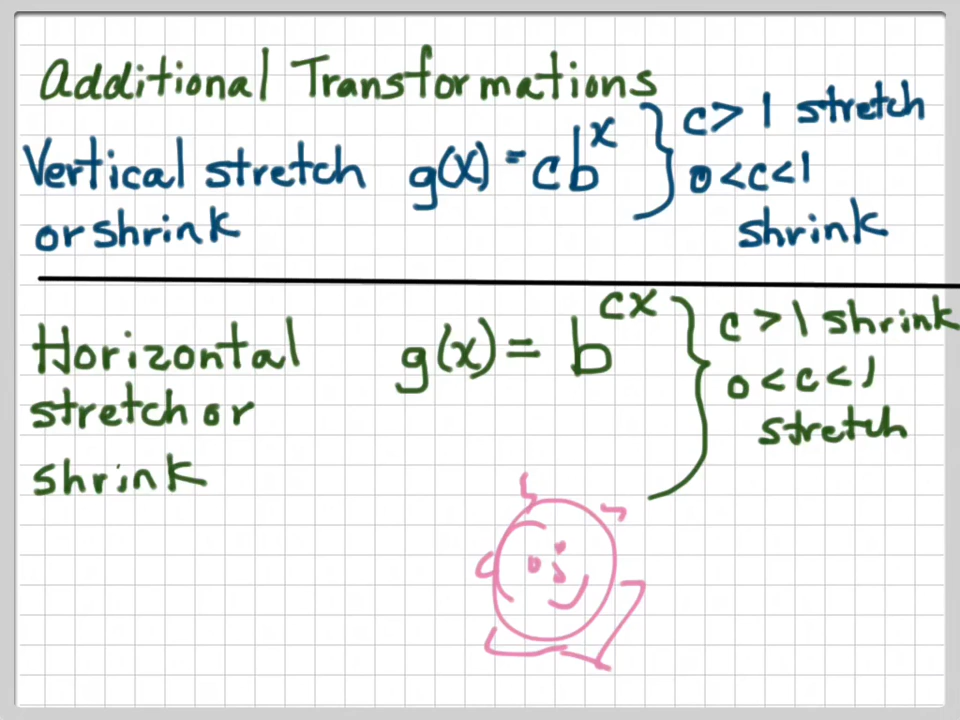 Additional Transformations
Vertical stretch g(x) = cb^x } c > 1 stretch
or shrink 0 < c < 1
shrink
Horizontal g(x) = b^cx } c > 1 shrink
stretch or 0 < c < 1
shrink stretch